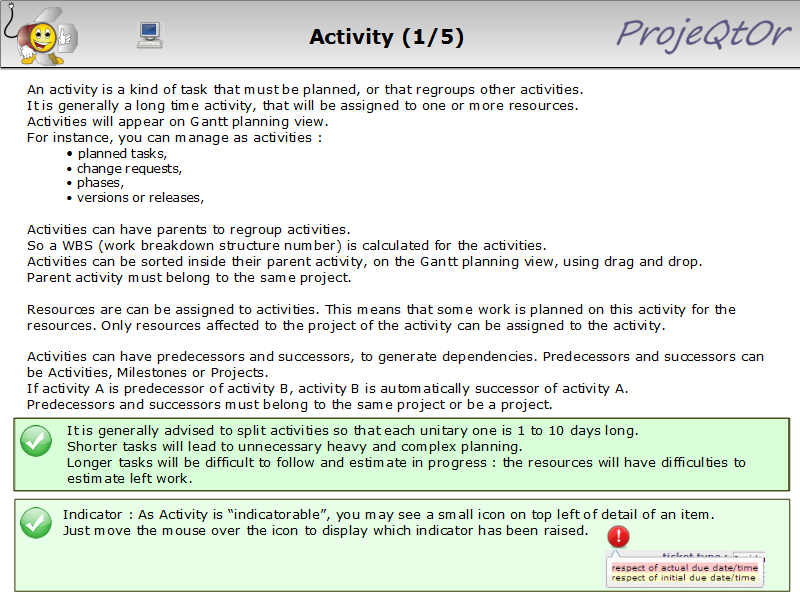 Activity (1/5)
ProjeQtOr
An activity is a kind of task that must be planned, or that regroups other activities.
It is generally a long time activity, that will be assigned to one or more resources.
Activities will appear on Gantt planning view.
For instance, you can manage as activities :
• planned tasks,
• change requests,
• phases,
• versions or releases,
Activities can have parents to regroup activities.
So a WBS (work breakdown structure number) is calculated for the activities.
Activities can be sorted inside their parent activity, on the Gantt planning view, using drag and drop.
Parent activity must belong to the same project.
Resources are can be assigned to activities. This means that some work is planned on this activity for the
resources. Only resources affected to the project of the activity can be assigned to the activity.
Activities can have predecessors and successors, to generate dependencies. Predecessors and successors can
be Activities, Milestones or Projects.
If activity A is predecessor of activity B, activity B is automatically successor of activity A.
Predecessors and successors must belong to the same project or be a project.
It is generally advised to split activities so that each unitary one is 1 to 10 days long.
Shorter tasks will lead to unnecessary heavy and complex planning.
Longer tasks will be difficult to follow and estimate in progress : the resources will have difficulties to
estimate left work.
Indicator : As Activity is “indicatorable”, you may see a small icon on top left of detail of an item.
Just move the mouse over the icon to display which indicator has been raised.
ticket type :
respect of actual due date/time
respect of initial due date/time